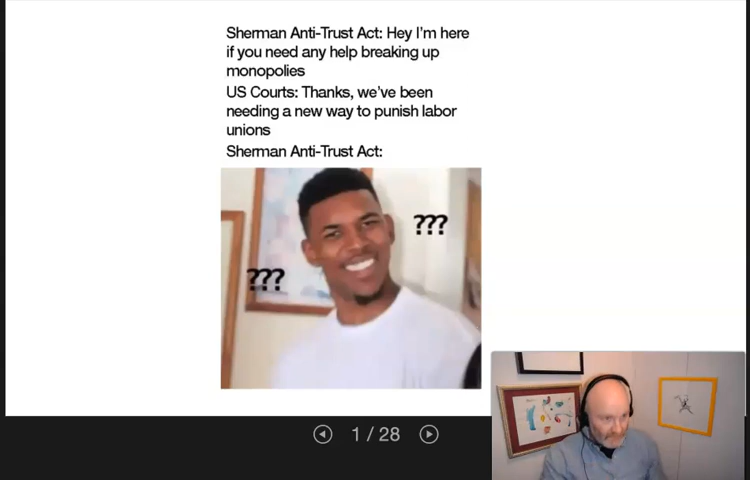 Sherman Anti-Trust Act: Hey I'm here
if you need any help breaking up
monopolies
US Courts: Thanks, we've been
needing a new way to punish labor
unions
Sherman Anti-Trust Act:
???
???
1 / 28